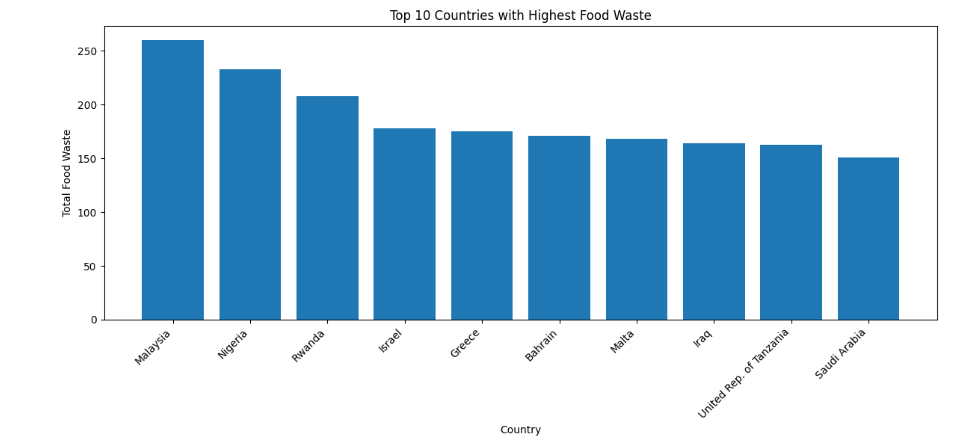 Top 10 Countries with Highest Food Waste
Total Food Waste
250
200
150
100
50
0
Malaysia
Nigeria
Rwanda
Israel
Greece
Bahrain
Malta
Iraq
United Rep. of Tanzania
Saudi Arabia
Country